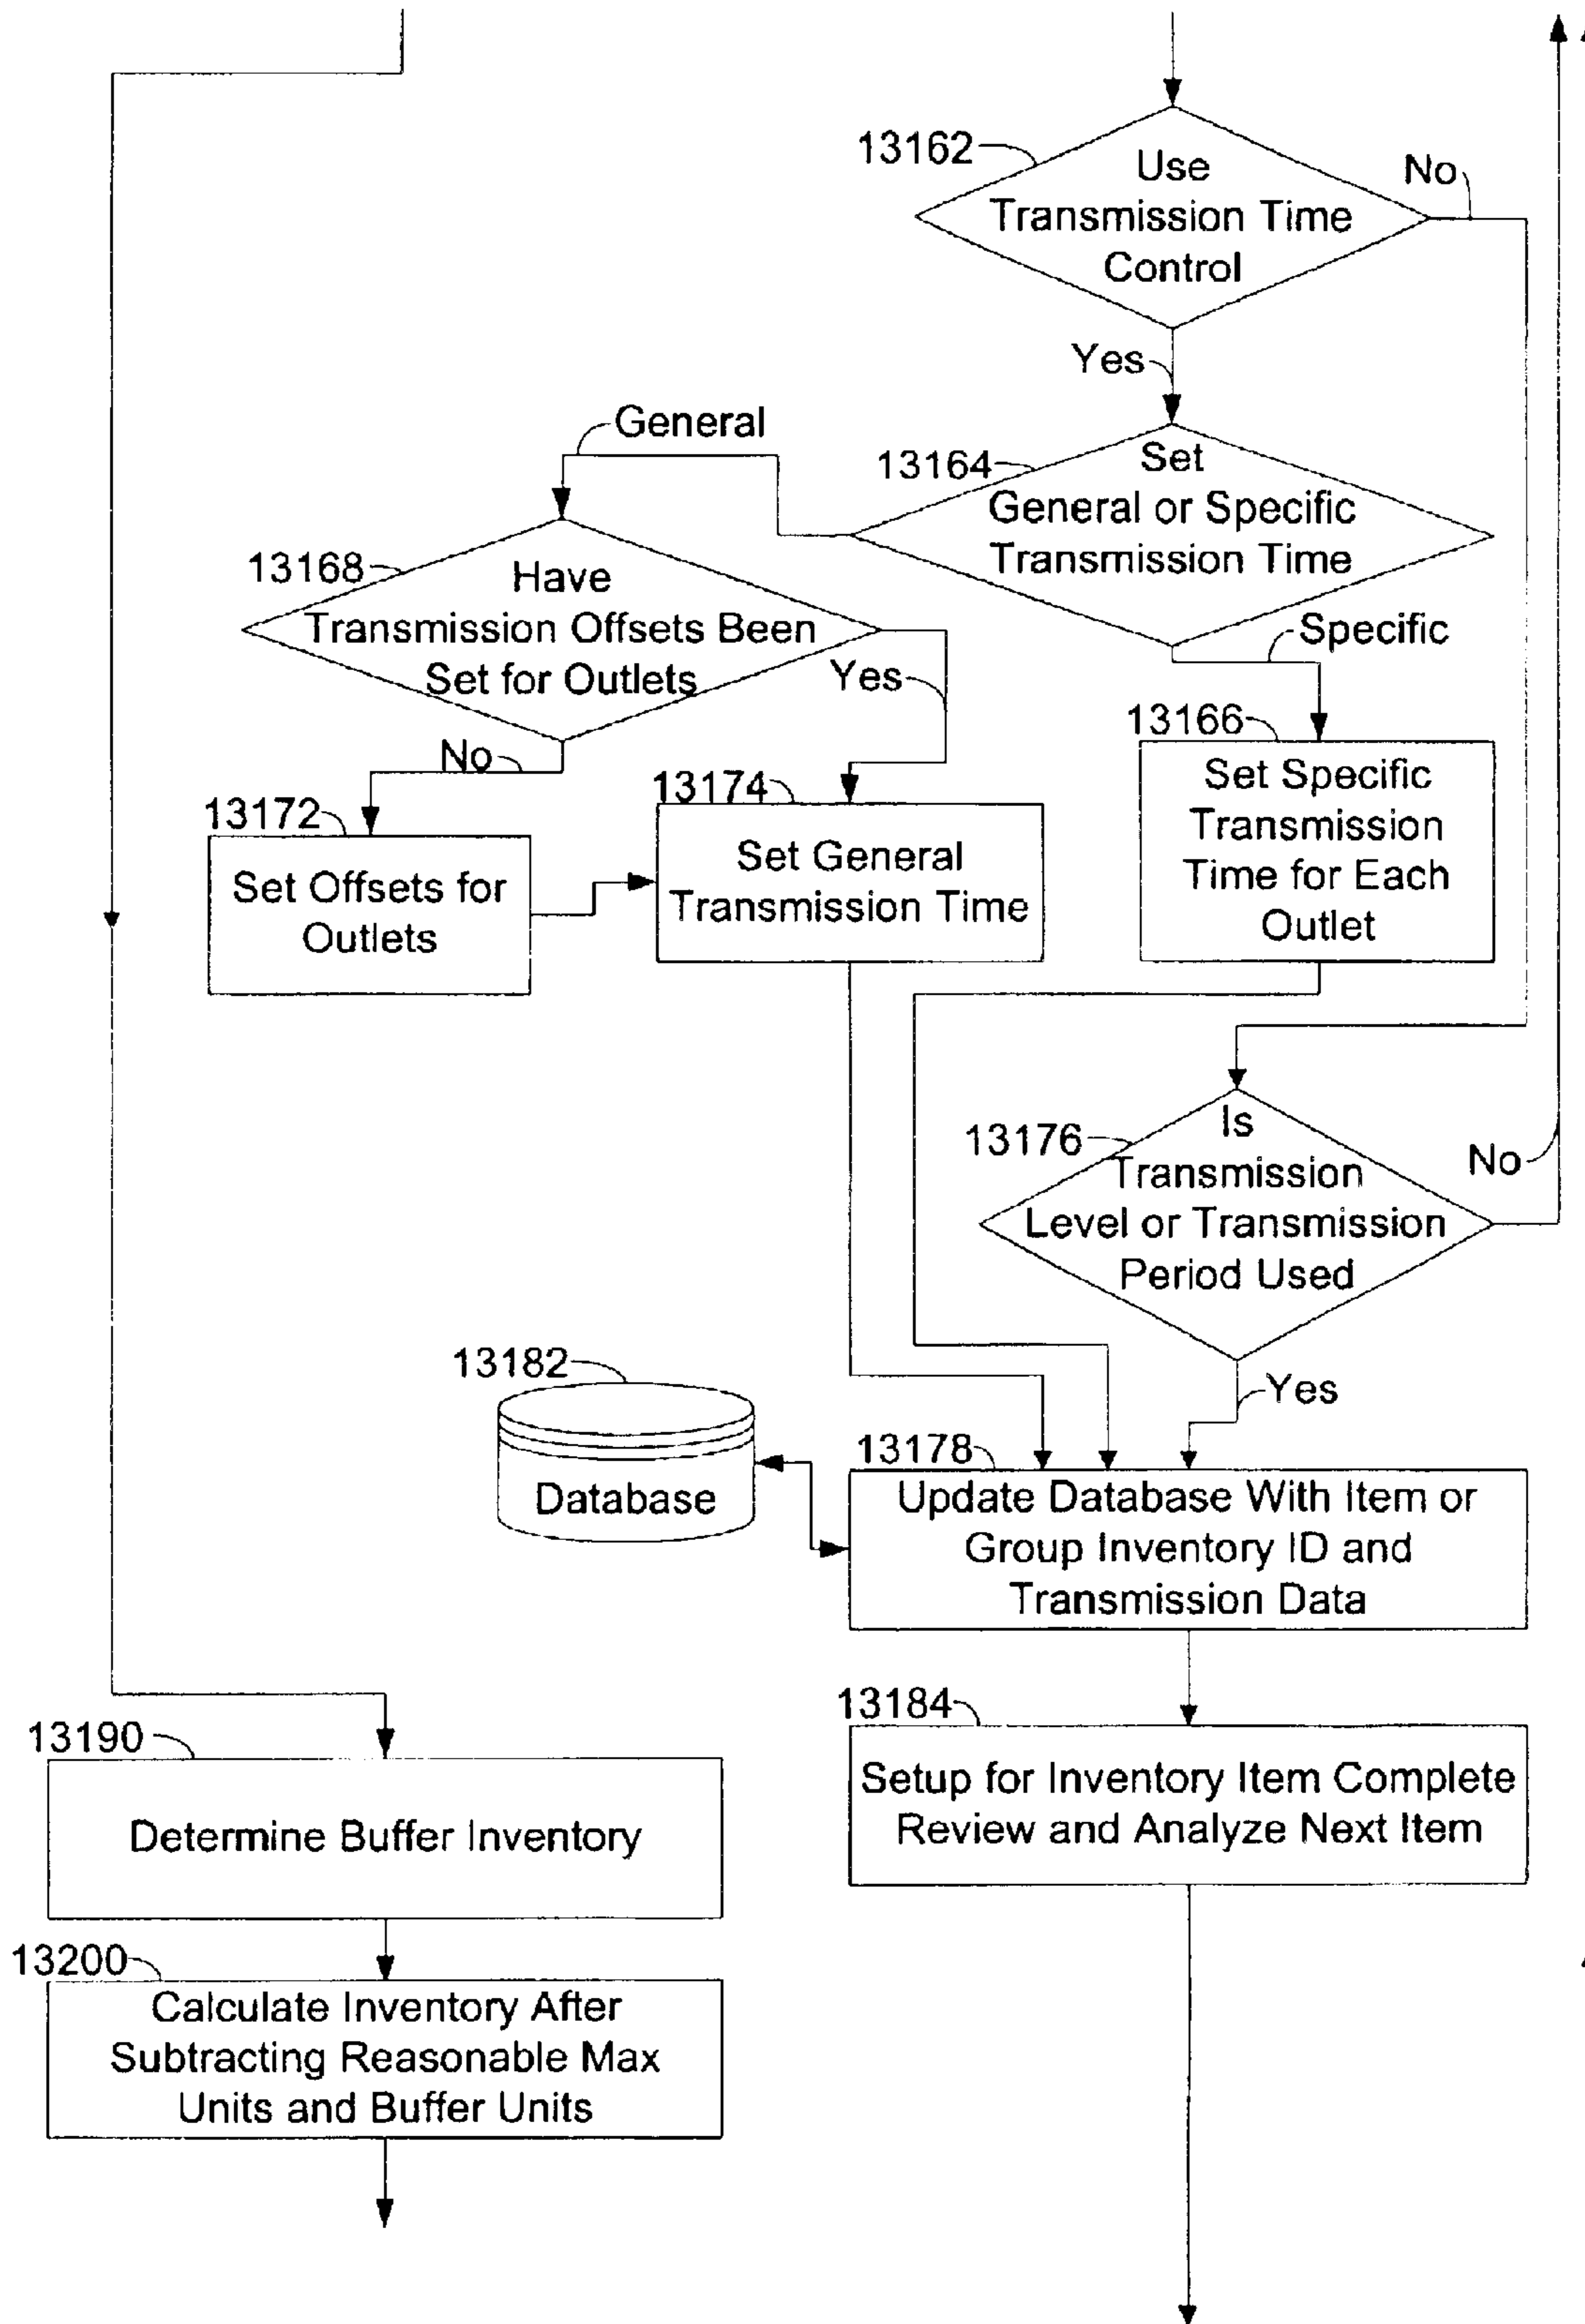 13162
Use
Transmission Time
Control
No
Yes
General
13164
Set
General or Specific
Transmission Time
13168
Have
Transmission Offsets Been
Set for Outlets
Yes
Specific
No
13166
Set Specific
Transmission
Time for Each
Outlet
13172
Set Offsets for
Outlets
13174
Set General
Transmission Time
13176
Is
Transmission
Level or Transmission
Period Used
No
Yes
13182
Database
13178
Update Database With Item or
Group Inventory ID and
Transmission Data
13184
Setup for Inventory Item Complete
Review and Analyze Next Item
13190
Determine Buffer Inventory
13200
Calculate Inventory After
Subtracting Reasonable Max
Units and Buffer Units